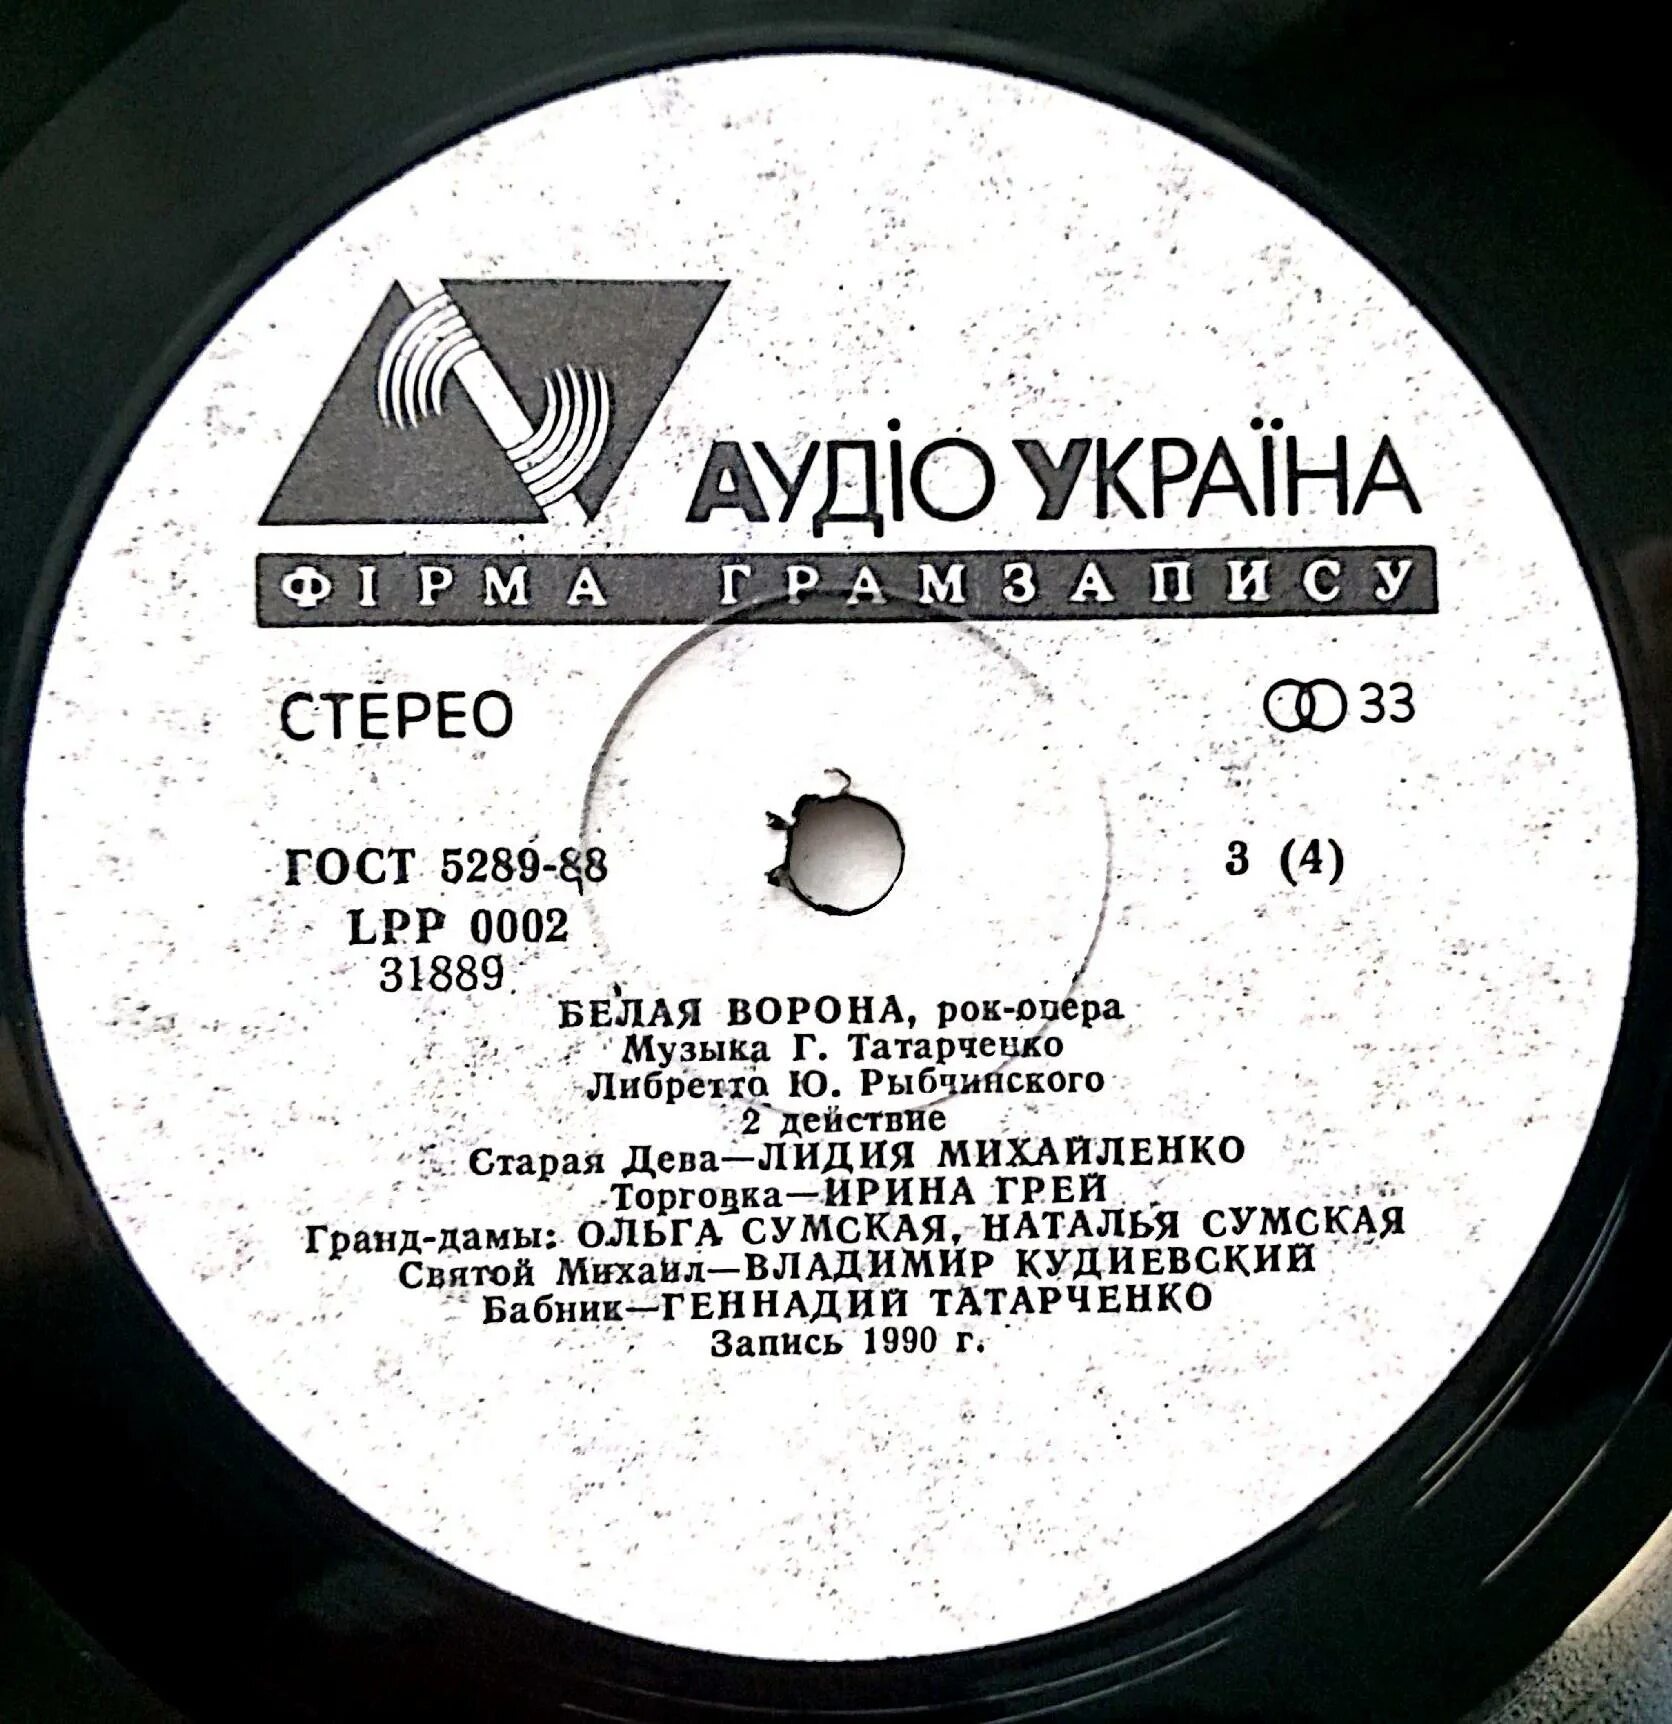 АУДІО УКРАЇНА
ФІРМА ГРАМЗАПИСУ
СТЕРЕО 33
ГОСТ 5289-88 3 (4)
LPP 0002
31889
БЕЛАЯ ВОРОНА, рок-опера
Музыка Г. Татарченко
Либретто Ю. Рыбчинского
2 действие
Старая Дева—ЛИДИЯ МИХАЙЛЕНКО
Торговка—ИРИНА ГРЕЙ
Гранд-дамы: ОЛЬГА СУМСКАЯ, НАТАЛЬЯ СУМСКАЯ
Святой Михаил—ВЛАДИМИР КУДИЕВСКИЙ
Бабник—ГЕННАДИЙ ТАТАРЧЕНКО
Запись 1990 г.